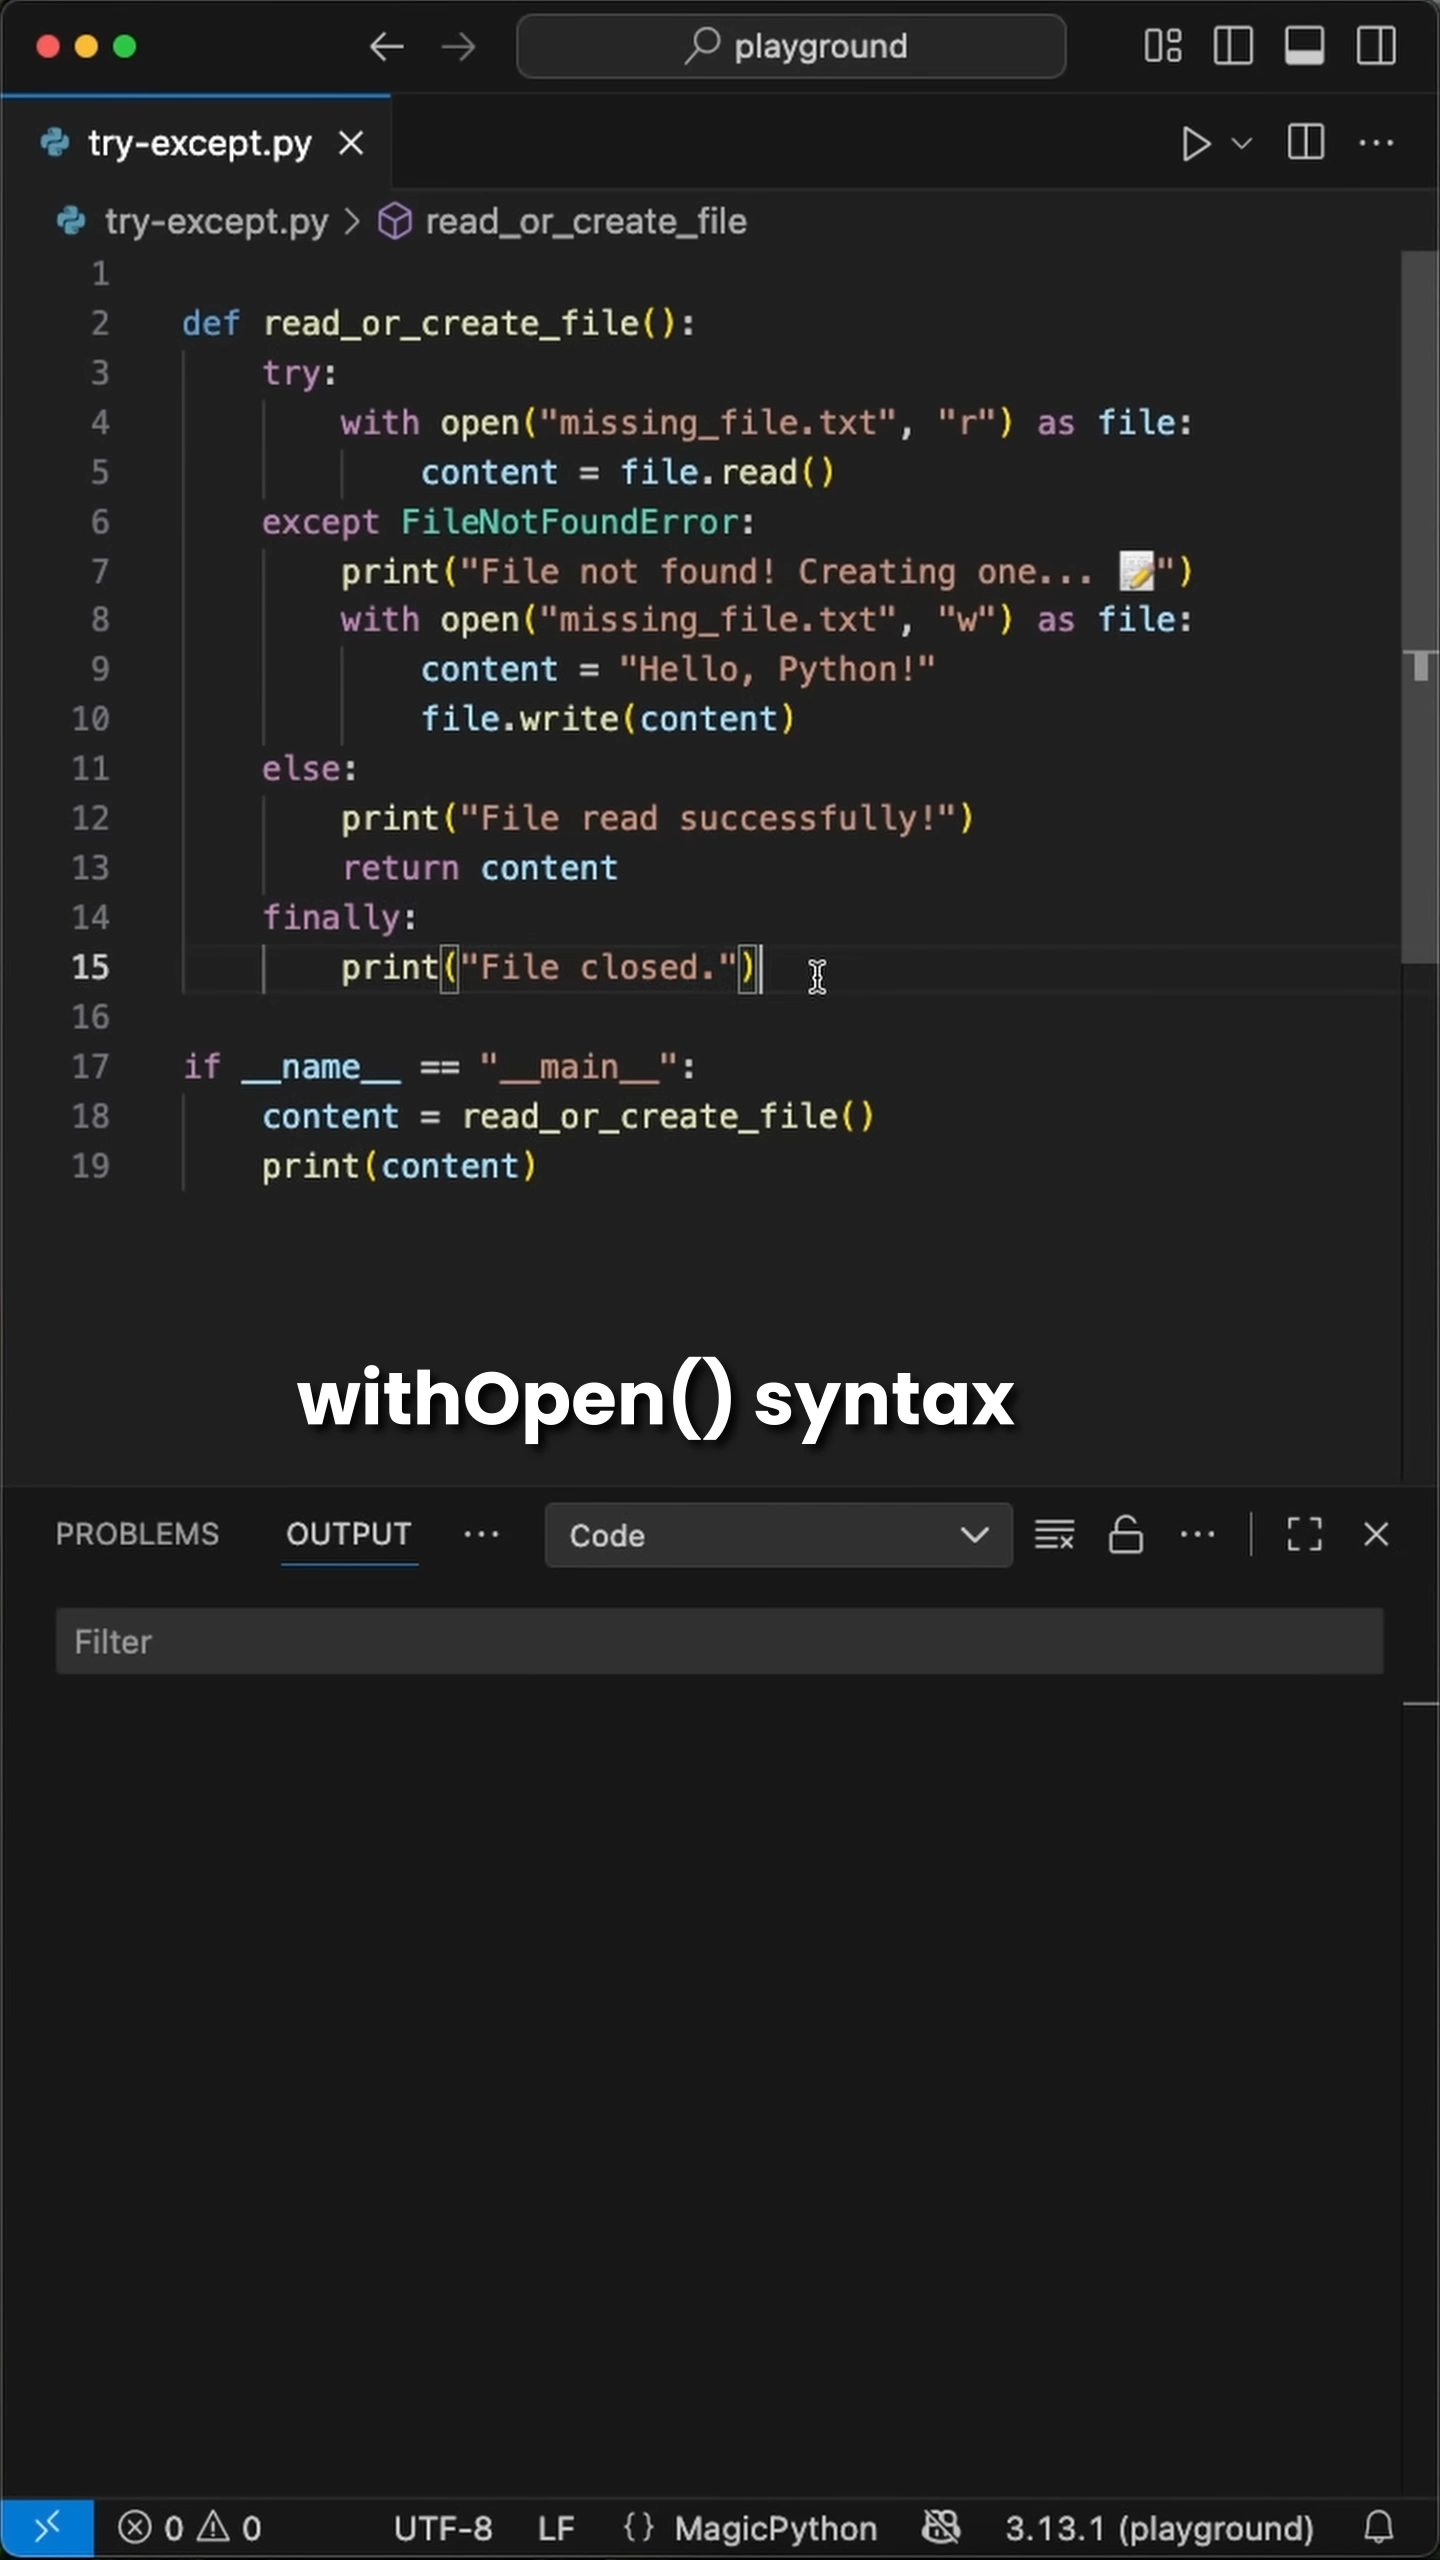 playground
try-except.py
try-except.py > read_or_create_file
1
2 def read_or_create_file():
3 try:
4 with open("missing_file.txt", "r") as file:
5 content = file.read()
6 except FileNotFoundError:
7 print("File not found! Creating one... 📝")
8 with open("missing_file.txt", "w") as file:
9 content = "Hello, Python!"
10 file.write(content)
11 else:
12 print("File read successfully!")
13 return content
14 finally:
15 print("File closed.")
16
17 if __name__ == "__main__":
18 content = read_or_create_file()
19 print(content)
withOpen() syntax
PROBLEMS OUTPUT ... Code
Filter
0 0 UTF-8 LF {} MagicPython 3.13.1 (playground)